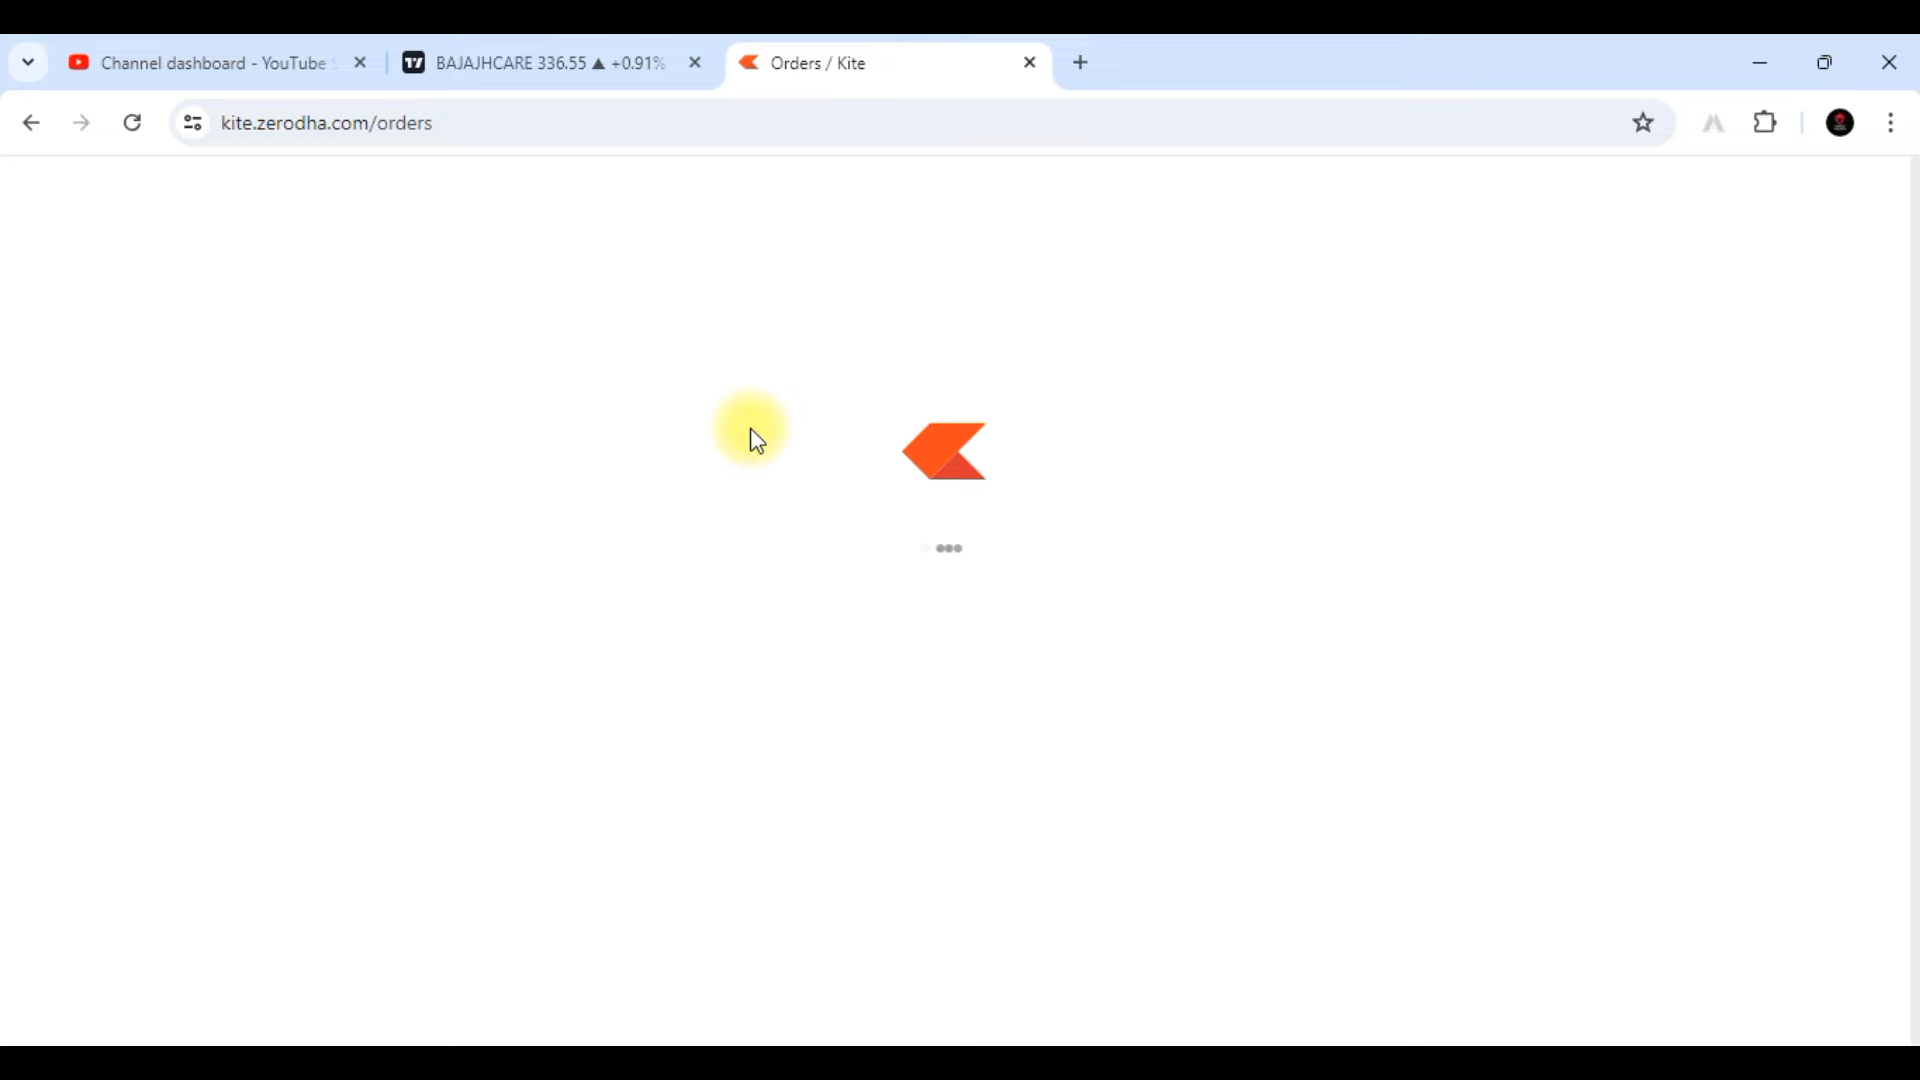 Channel dashboard - YouTube
BAJAJHCARE 336.55 ▲ +0.91%
Orders / Kite
kite.zerodha.com/orders